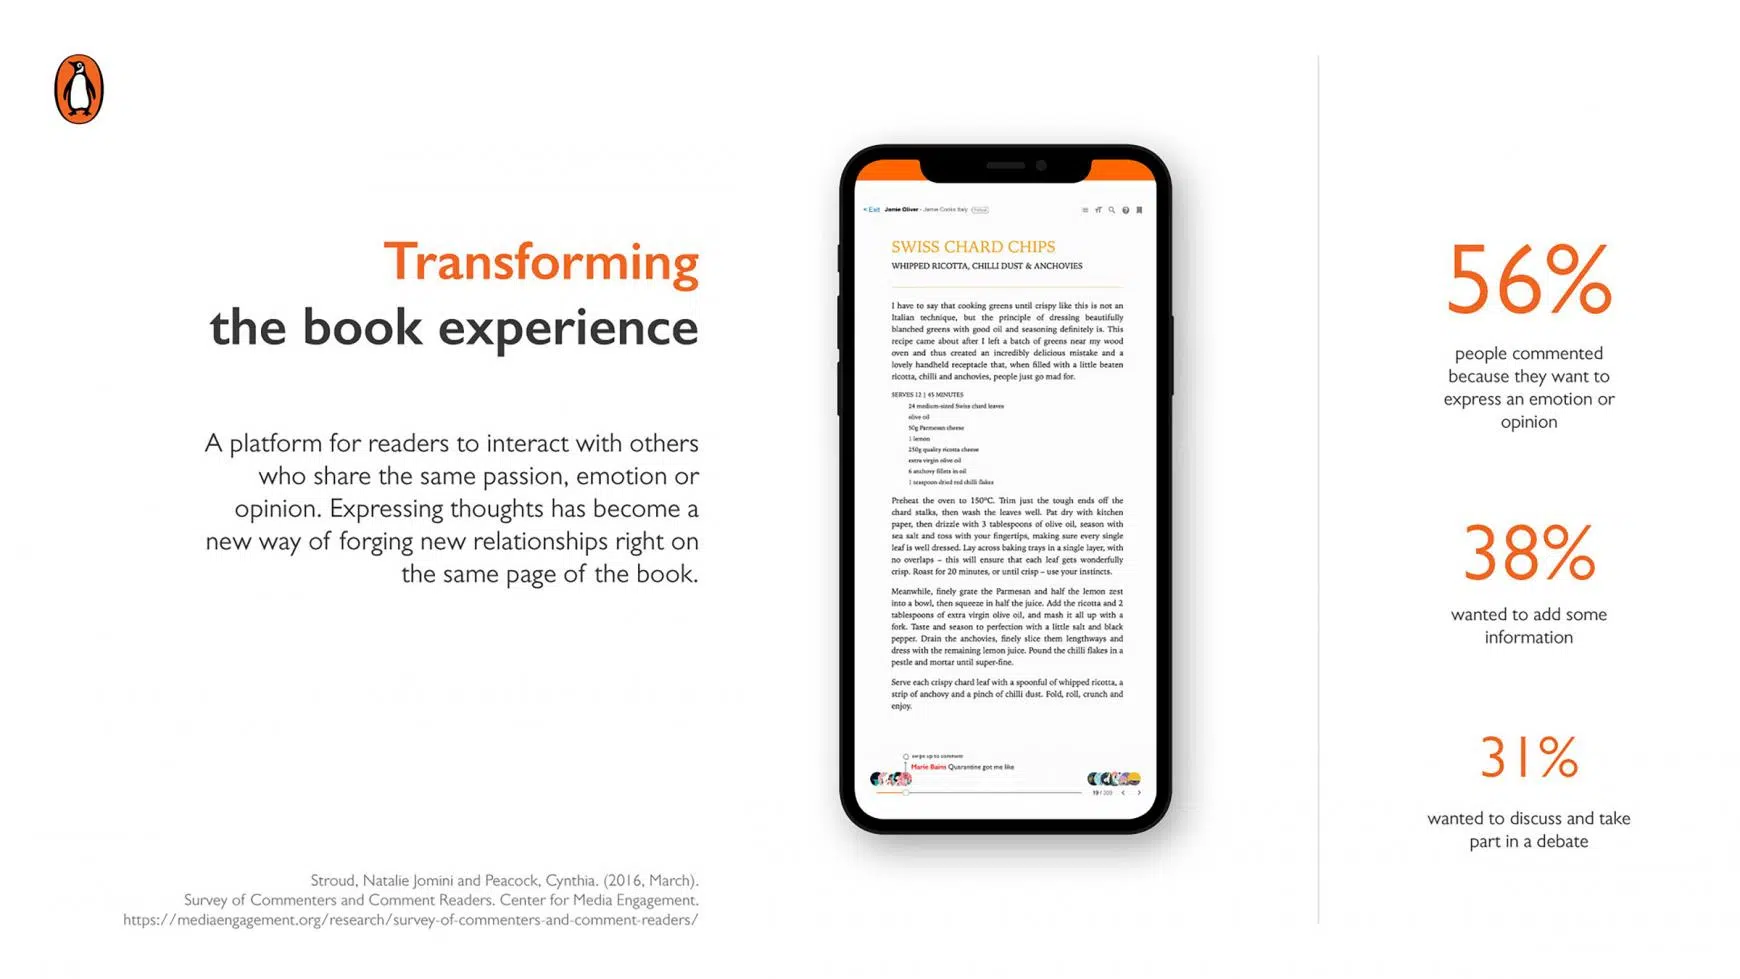 Transforming
the book experience
A platform for readers to interact with others
who share the same passion, emotion or
opinion. Expressing thoughts has become a
new way of forging new relationships right on
the same page of the book.
Stroud, Natalie Jomini and Peacock, Cynthia. (2016, March).
Survey of Commenters and Comment Readers. Center for Media Engagement.
https://mediaengagement.org/research/survey-of-commenters-and-comment-readers/
< Exit Jamie Oliver - Jamie Cooks Italy
SWISS CHARD CHIPS
WHIPPED RICOTTA, CHILLI DUST & ANCHOVIES
I have to say that cooking greens until crispy like this is not an
Italian technique, but the principle of dressing beautifully
blanched greens with good oil and seasoning definitely is. This
recipe came about after I left a batch of greens near my wood
oven and thus created an incredibly delicious mistake and a
lovely handheld receptacle that, when filled with a little beaten
ricotta, chilli and anchovies, people just go mad for.
SERVES 12 | 45 MINUTES
24 medium-sized Swiss chard leaves
olive oil
50g Parmesan cheese
1 lemon
250g quality ricotta cheese
extra virgin olive oil
6 anchovy fillets in oil
1 teaspoon dried red chilli flakes
Preheat the oven to 150°C. Trim just the tough ends off the
chard stalks, then wash the leaves well. Pat dry with kitchen
paper, then drizzle with 3 tablespoons of olive oil, season with
sea salt and toss with your fingertips, making sure every single
leaf is well dressed. Lay across baking trays in a single layer, with
no overlaps – this will ensure that each leaf gets wonderfully
crisp. Roast for 20 minutes, or until crisp – use your instincts.
Meanwhile, finely grate the Parmesan and half the lemon zest
into a bowl, then squeeze in half the juice. Add the ricotta and 2
tablespoons of extra virgin olive oil, and mash it all up with a
fork. Taste and season to perfection with a little salt and black
pepper. Drain the anchovies, finely slice them lengthways and
dress with the remaining lemon juice. Pound the chilli flakes in a
pestle and mortar until super-fine.
Serve each crispy chard leaf with a spoonful of whipped ricotta, a
strip of anchovy and a pinch of chilli dust. Fold, roll, crunch and
enjoy.
swipe up to comment
Marie Bains Quarantine got me like
19 /
56%
people commented
because they want to
express an emotion or
opinion
38%
wanted to add some
information
31%
wanted to discuss and take
part in a debate